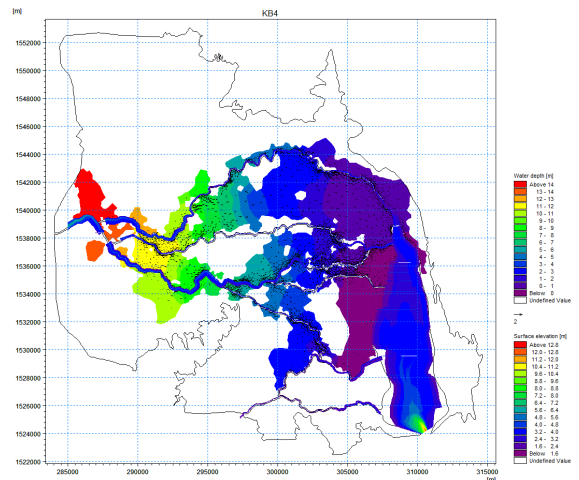 KB4
[m]
1552000
1550000
1548000
1546000
1544000
1542000
1540000
1538000
1536000
1534000
1532000
1530000
1528000
1526000
1524000
1522000
285000 290000 295000 300000 305000 310000 315000
[m]
Water depth [m]
Above 14
13 - 14
12 - 13
11 - 12
10 - 11
9 - 10
8 - 9
7 - 8
6 - 7
5 - 6
4 - 5
3 - 4
2 - 3
1 - 2
0 - 1
Below 0
Undefined Value
2
Surface elevation [m]
Above 12.8
12.0 - 12.8
11.2 - 12.0
10.4 - 11.2
9.6 - 10.4
8.8 - 9.6
8.0 - 8.8
7.2 - 8.0
6.4 - 7.2
5.6 - 6.4
4.8 - 5.6
4.0 - 4.8
3.2 - 4.0
2.4 - 3.2
1.6 - 2.4
Below 1.6
Undefined Value